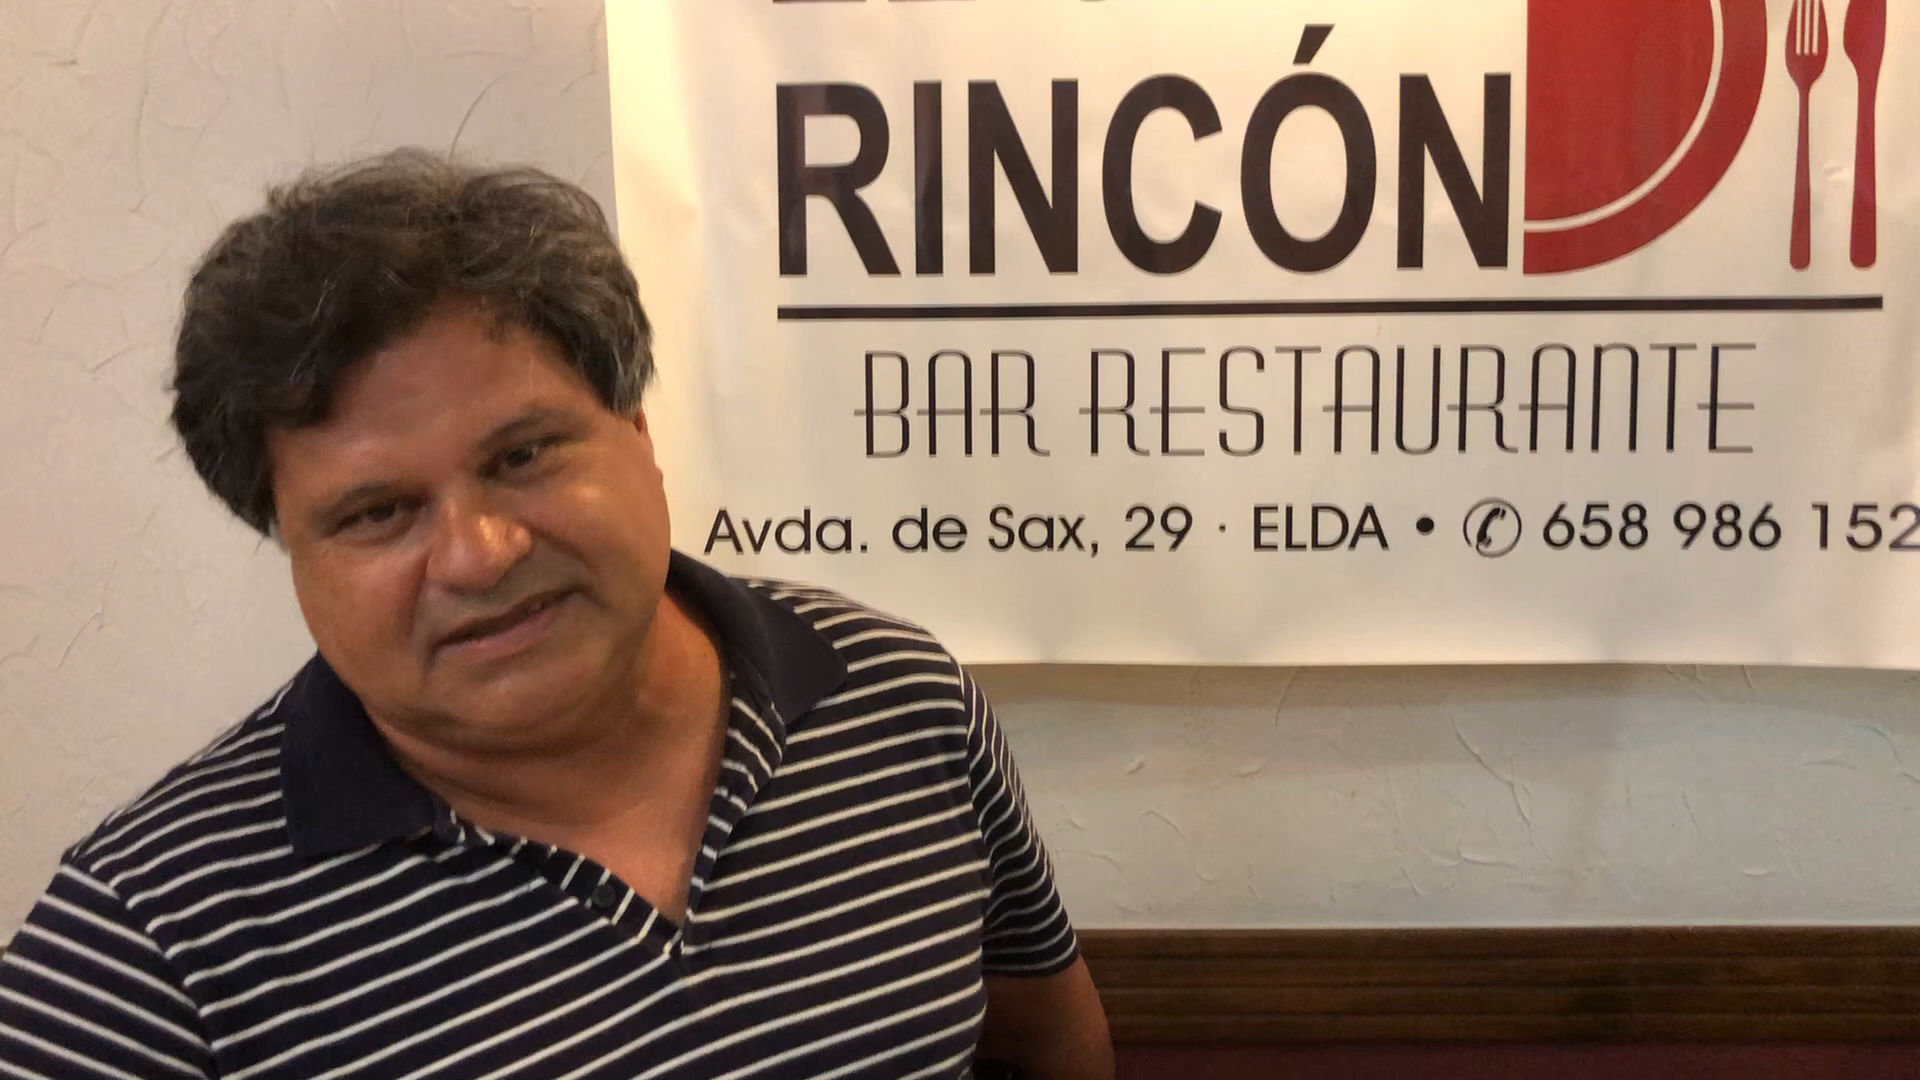 RINCÓN
BAR RESTAURANTE
Avda. de Sax, 29 · ELDA • ✆ 658 986 152